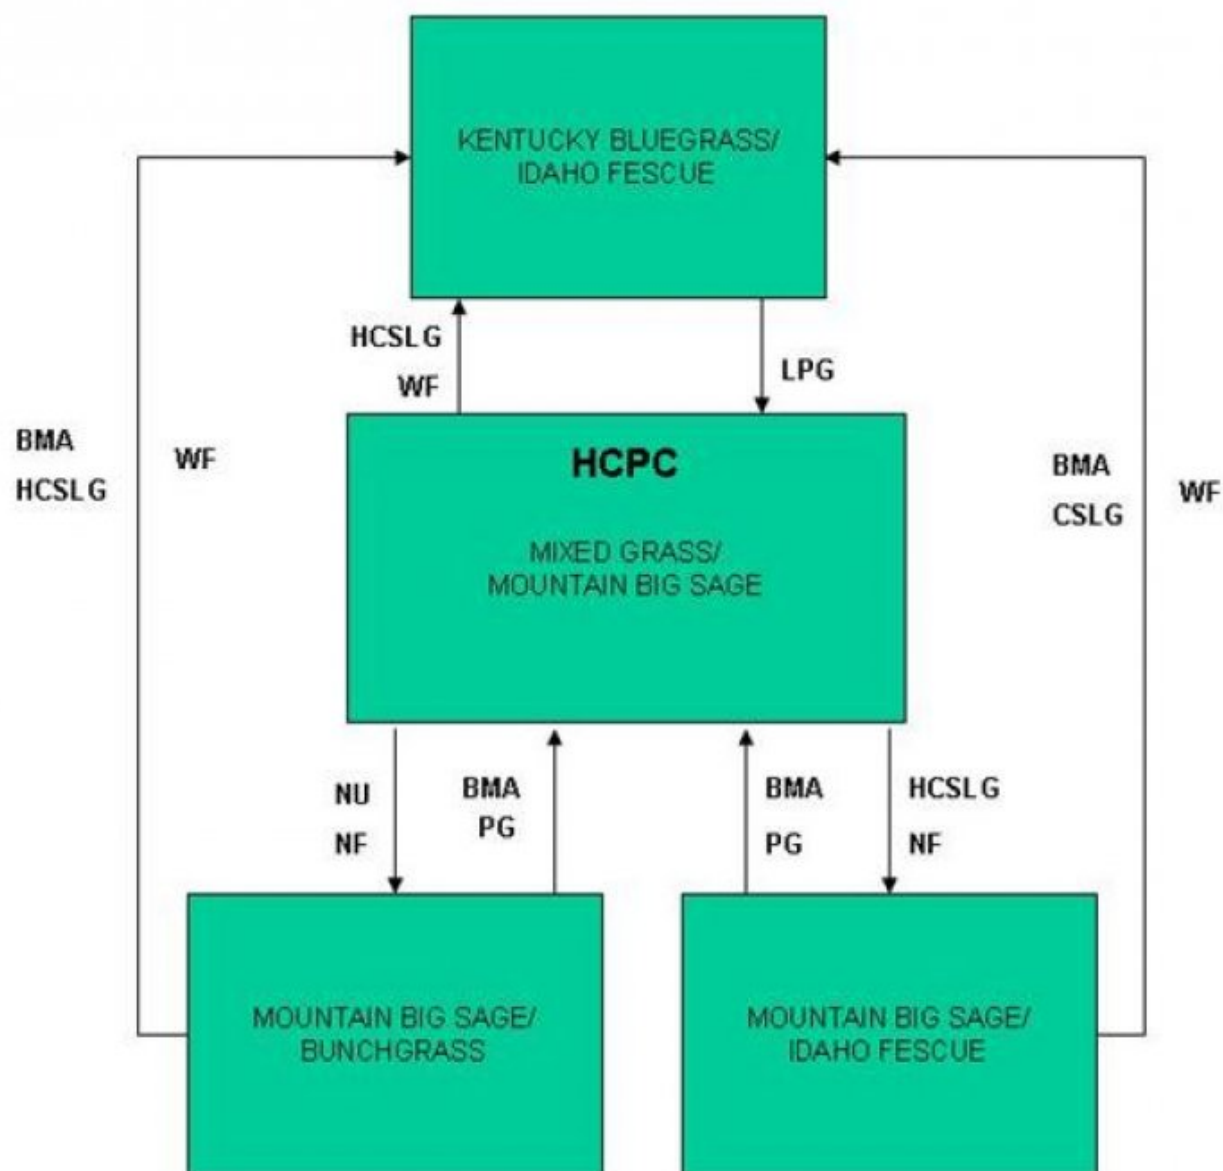 KENTUCKY BLUEGRASS/
IDAHO FESCUE
HCSLG
WF
LPG
BMA
HCSLG
WF
BMA
CSLG
WF
HCPC
MIXED GRASS/
MOUNTAIN BIG SAGE
NU
NF
BMA
PG
BMA
PG
HCSLG
NF
MOUNTAIN BIG SAGE/
BUNCHGRASS
MOUNTAIN BIG SAGE/
IDAHO FESCUE